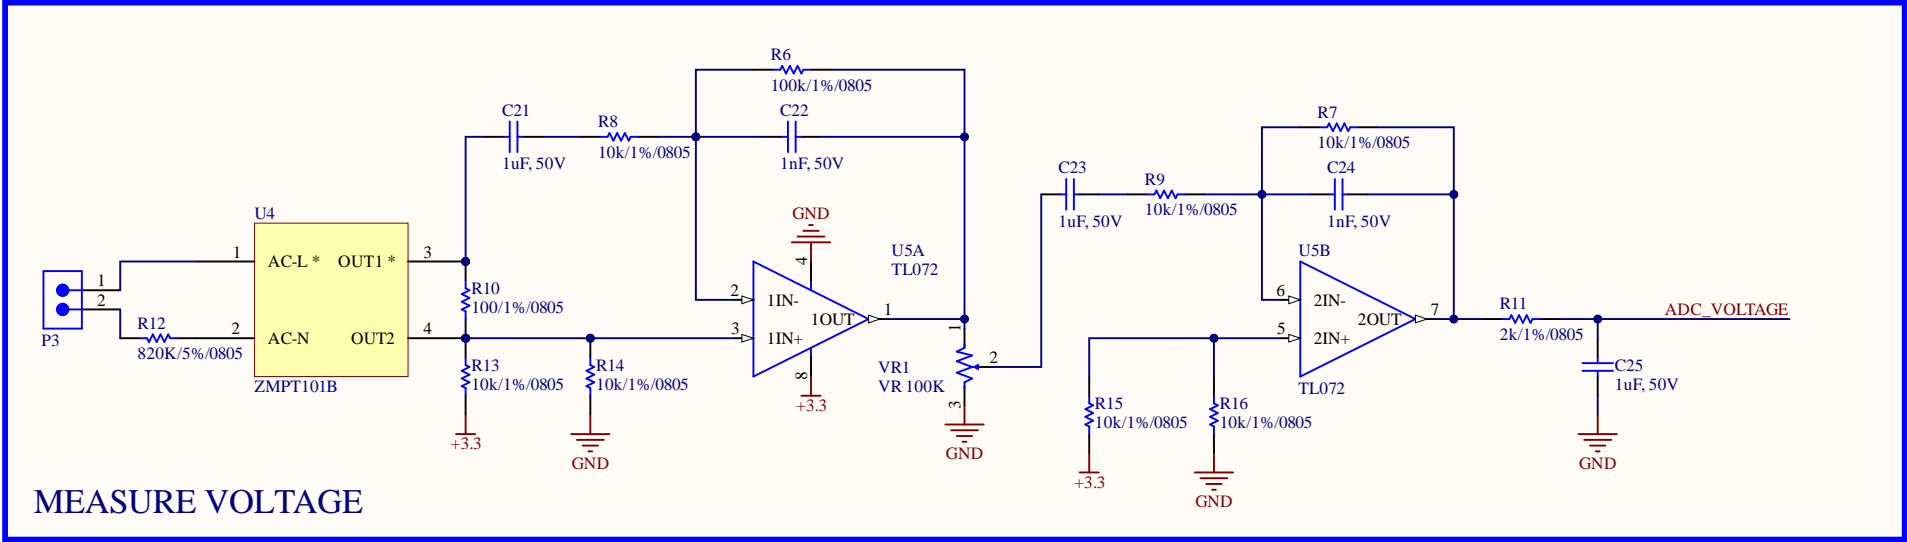 R6
100k/1%/0805
C21
1uF, 50V
R8
10k/1%/0805
C22
1nF, 50V
R7
10k/1%/0805
C23
1uF, 50V
R9
10k/1%/0805
C24
1nF, 50V
U4
1 AC-L * OUT1 * 3
2 AC-N OUT2 4
ZMPT101B
1
2
P3
R12
820K/5%/0805
R10
100/1%/0805
R13
10k/1%/0805
+3.3
R14
10k/1%/0805
GND
GND
4
U5A
TL072
2 1IN-
1OUT 1
3 1IN+
8
+3.3
1
VR1
VR 100K
2
3
GND
U5B
6 2IN-
2OUT 7
5 2IN+
TL072
R15
10k/1%/0805
+3.3
R16
10k/1%/0805
GND
R11
2k/1%/0805
ADC_VOLTAGE
C25
1uF, 50V
GND
MEASURE VOLTAGE